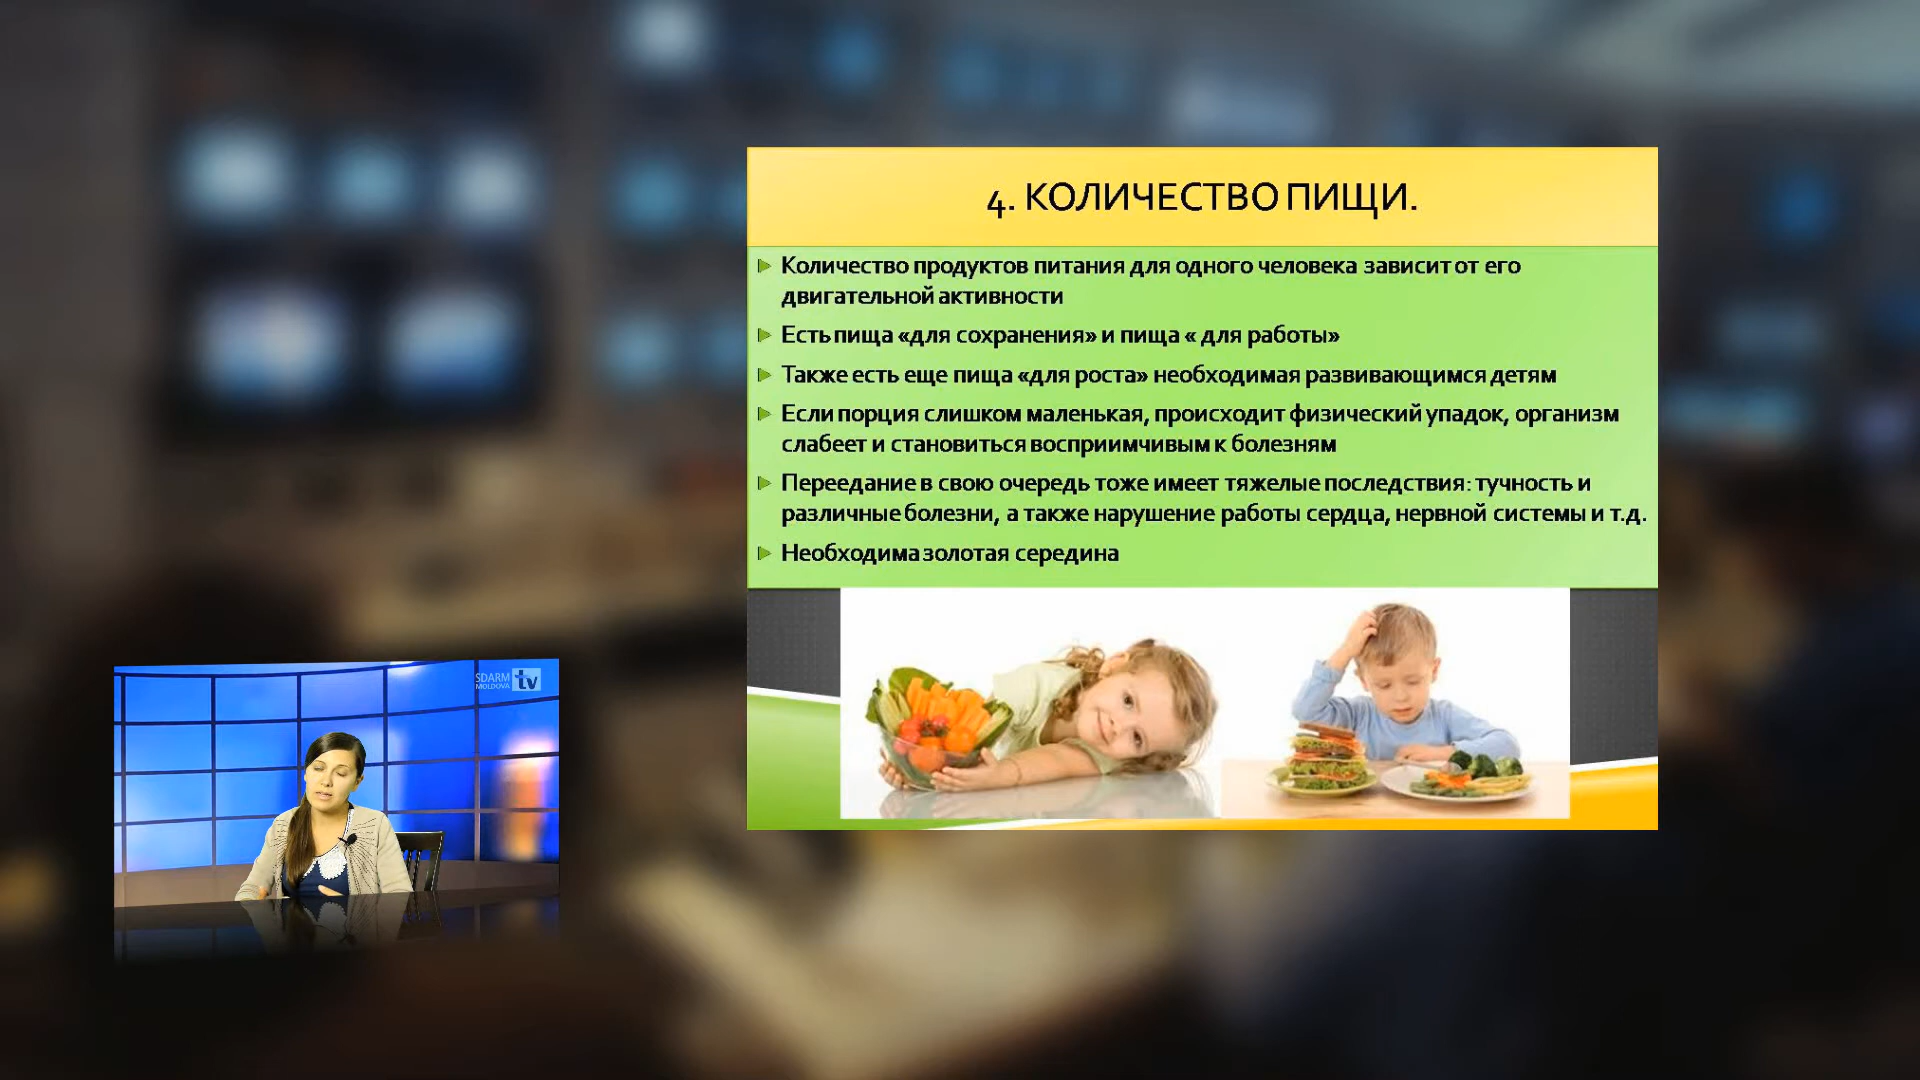 4. КОЛИЧЕСТВО ПИЩИ.
Количество продуктов питания для одного человека зависит от его
двигательной активности
Есть пища «для сохранения» и пища « для работы»
Также есть еще пища «для роста» необходимая развивающимся детям
Если порция слишком маленькая, происходит физический упадок, организм
слабеет и становиться восприимчивым к болезням
Переедание в свою очередь тоже имеет тяжелые последствия: тучность и
различные болезни, а также нарушение работы сердца, нервной системы и т.д.
Необходима золотая середина
SDARM
MOLDOVA
tv